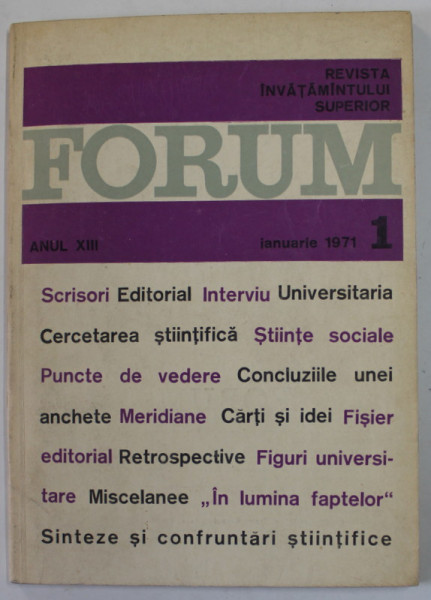 REVISTA
ÎNVĂȚĂMÎNTULUI
SUPERIOR
FORUM
ANUL XIII ianuarie 1971 1
Scrisori Editorial Interviu Universitaria
Cercetarea științifică Științe sociale
Puncte de vedere Concluziile unei
anchete Meridiane Cărți și idei Fișier
editorial Retrospective Figuri universi-
tare Miscelanee „În lumina faptelor“
Sinteze și confruntări științifice